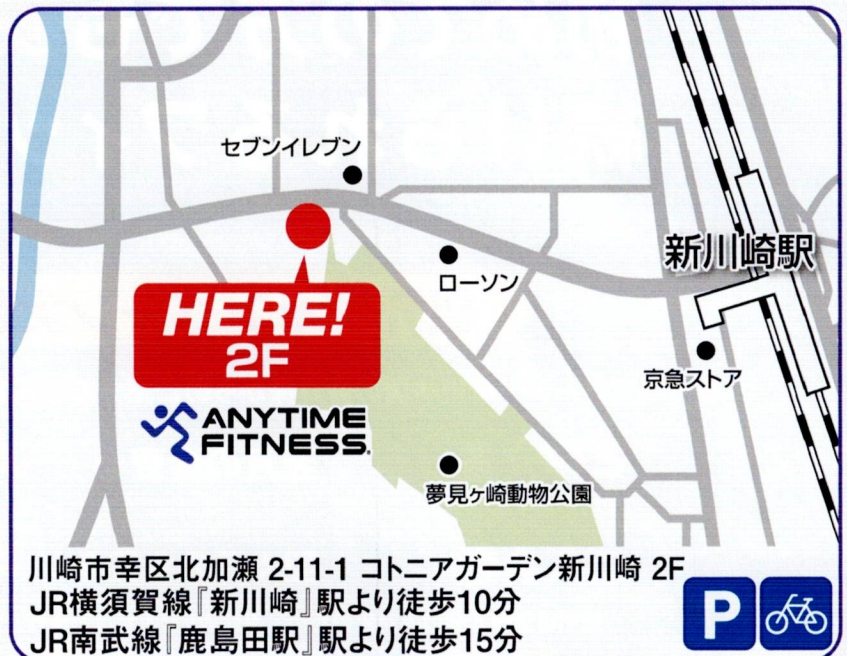 セブンイレブン
新川崎駅
ローソン
HERE!
2F
京急ストア
ANYTIME
FITNESS.
夢見ヶ崎動物公園
川崎市幸区北加瀬 2-11-1 コトニアガーデン新川崎 2F
JR横須賀線『新川崎』駅より徒歩10分
JR南武線『鹿島田駅』駅より徒歩15分
P